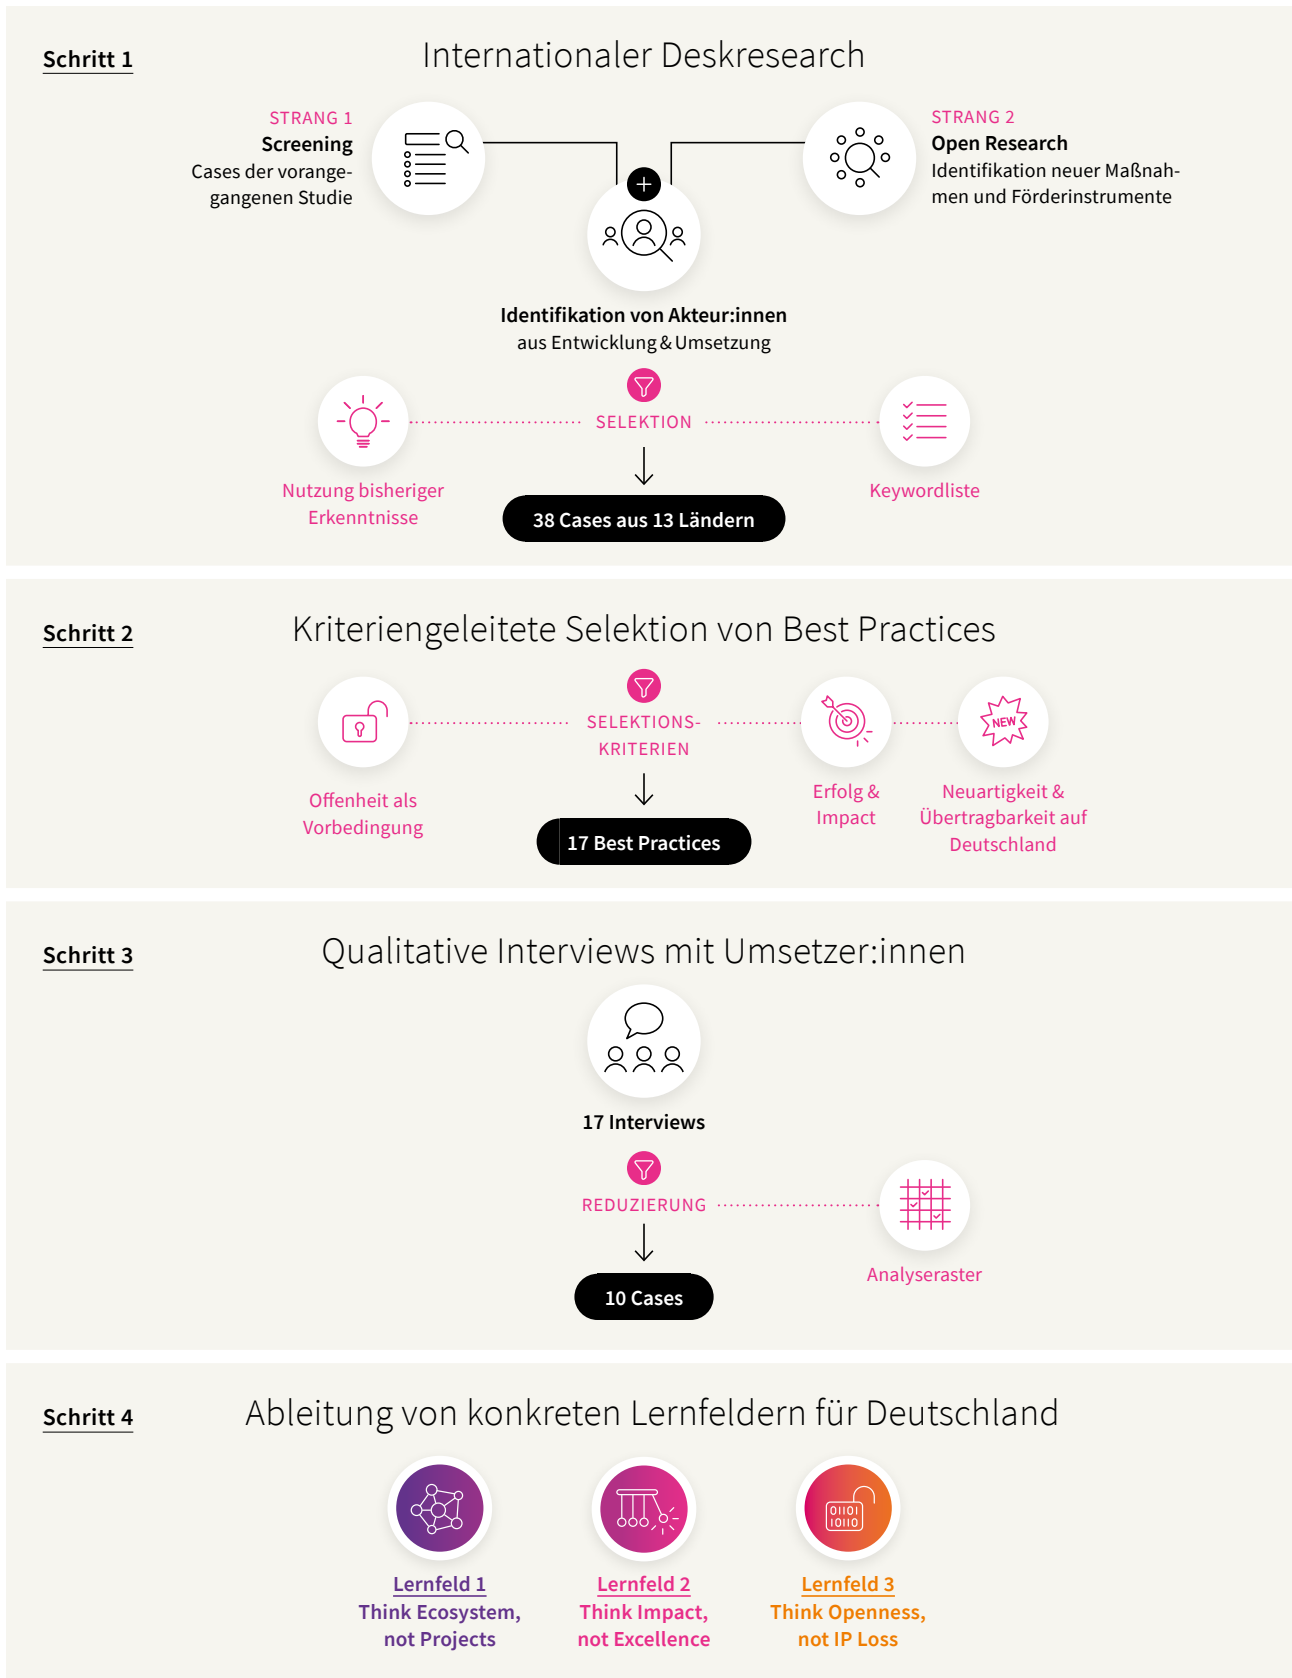 Schritt 1
Internationaler Deskresearch
STRANG 1
Screening
Cases der vorange-
gangenen Studie
STRANG 2
Open Research
Identifikation neuer Maßnah-
men und Förderinstrumente
Identifikation von Akteur:innen
aus Entwicklung & Umsetzung
SELEKTION
Nutzung bisheriger
Erkenntnisse
Keywordliste
38 Cases aus 13 Ländern
Schritt 2
Kriteriengeleitete Selektion von Best Practices
SELEKTIONS-
KRITERIEN
NEW
Offenheit als
Vorbedingung
Erfolg &
Impact
Neuartigkeit &
Übertragbarkeit auf
Deutschland
17 Best Practices
Schritt 3
Qualitative Interviews mit Umsetzer:innen
17 Interviews
REDUZIERUNG
Analyseraster
10 Cases
Schritt 4
Ableitung von konkreten Lernfeldern für Deutschland
01101
10110
Lernfeld 1
Think Ecosystem,
not Projects
Lernfeld 2
Think Impact,
not Excellence
Lernfeld 3
Think Openness,
not IP Loss